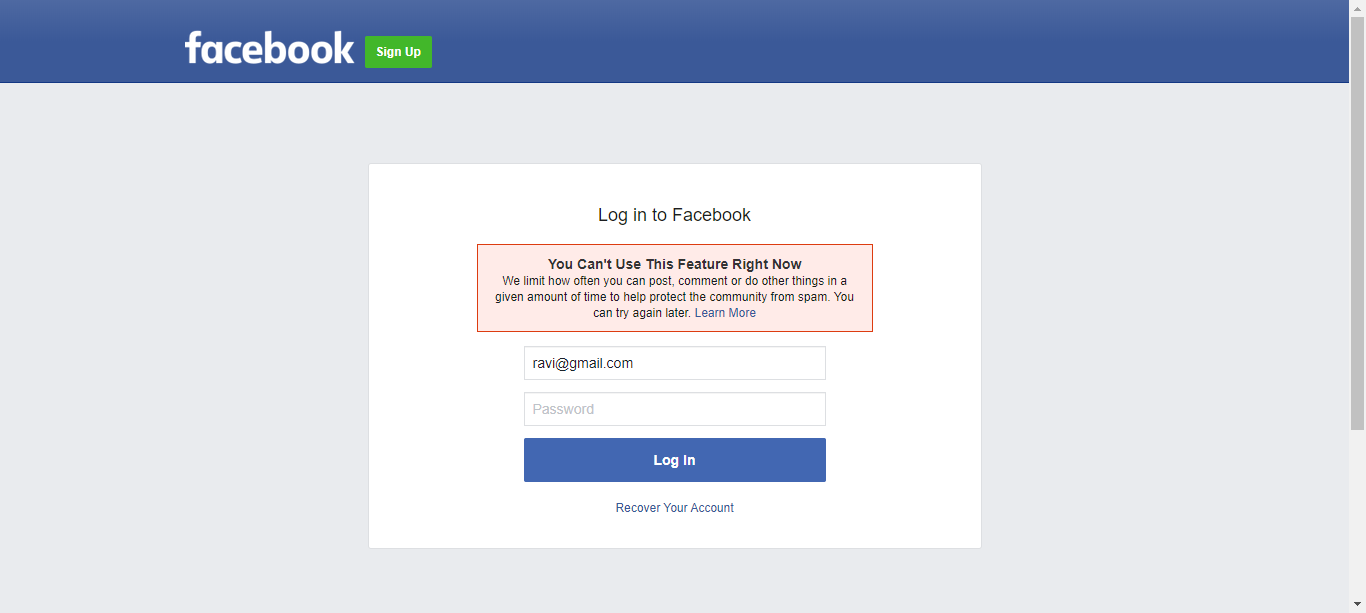 facebook
Sign Up
Log in to Facebook
You Can't Use This Feature Right Now
We limit how often you can post, comment or do other things in a
given amount of time to help protect the community from spam. You
can try again later. Learn More
ravi@gmail.com
Password
Log In
Recover Your Account